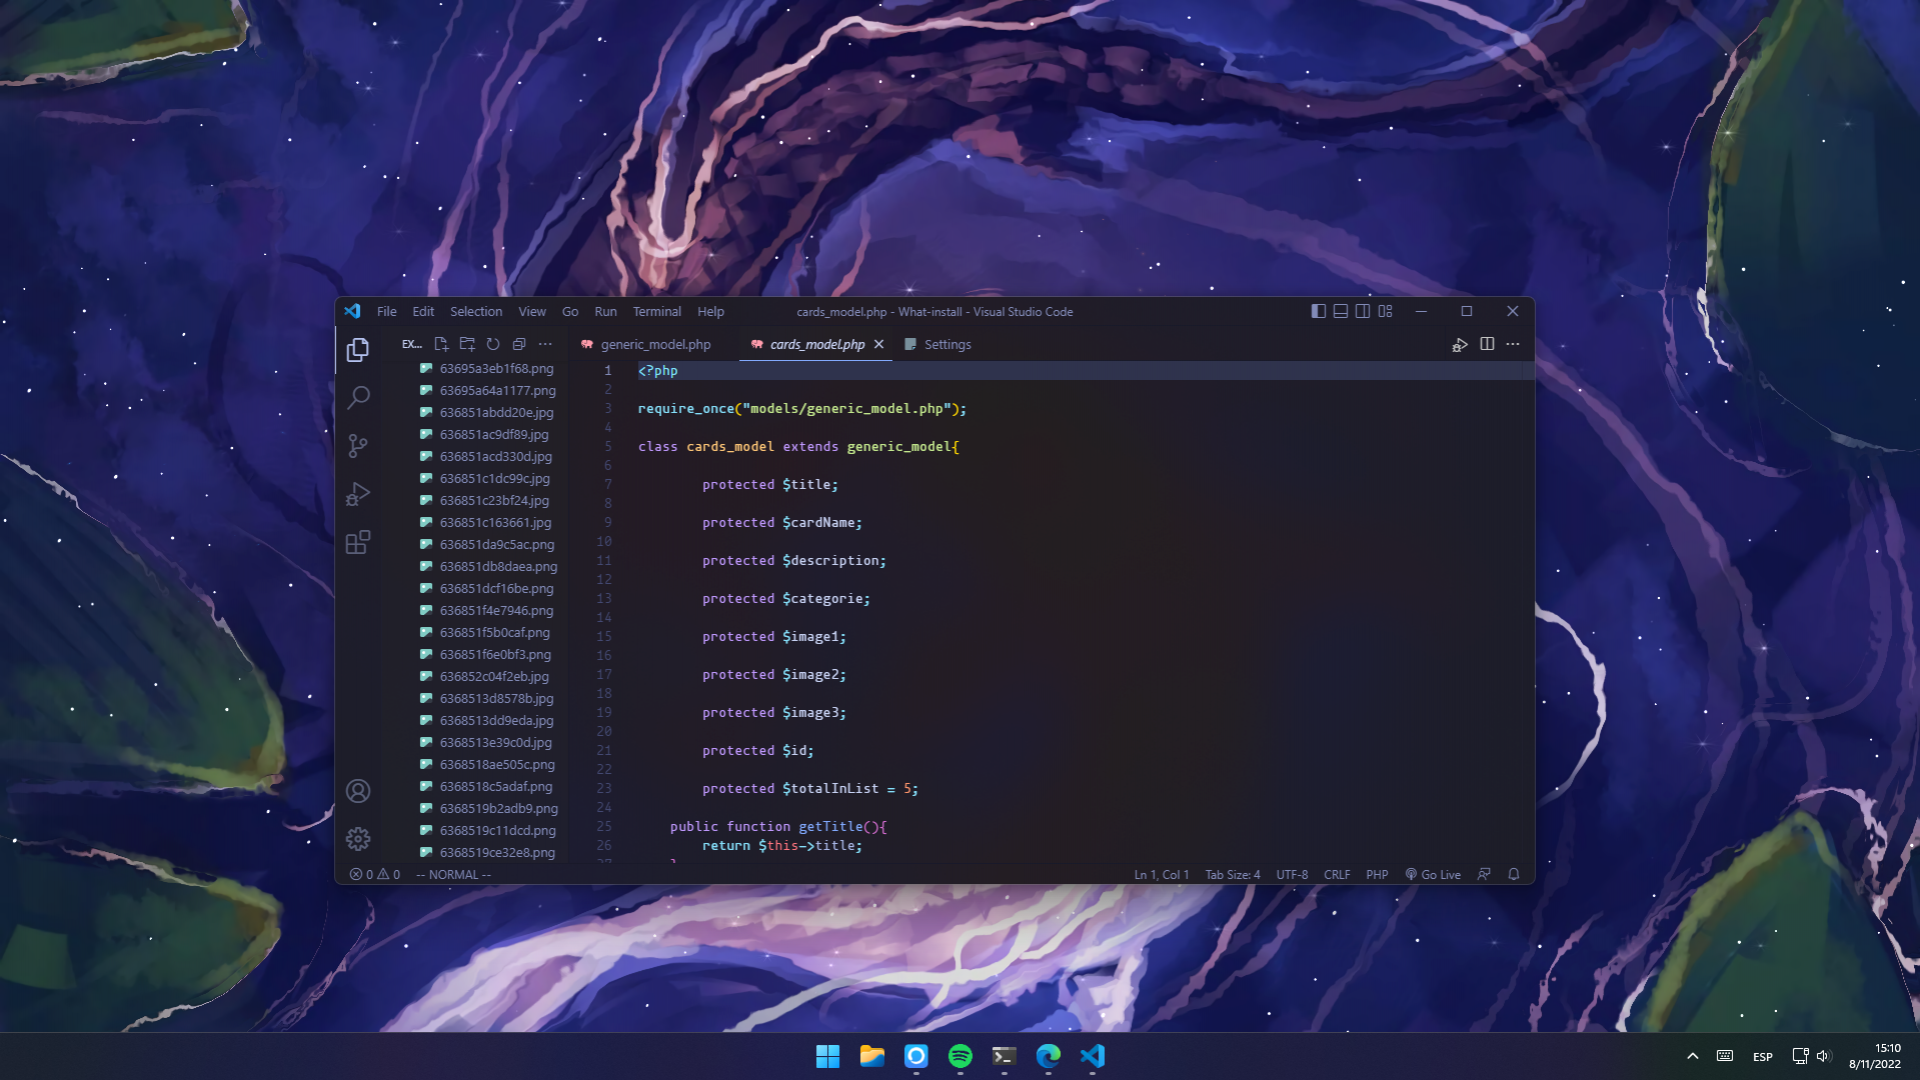 File Edit Selection View Go Run Terminal Help
cards_model.php - What-install - Visual Studio Code
EX...
generic_model.php
cards_model.php
Settings
63695a3eb1f68.png
63695a64a1177.png
636851abdd20e.jpg
636851ac9df89.jpg
636851acd330d.jpg
636851c1dc99c.jpg
636851c23bf24.jpg
636851c163661.jpg
636851da9c5ac.png
636851db8daea.png
636851dcf16be.png
636851f4e7946.png
636851f5b0caf.png
636851f6e0bf3.png
636852c04f2eb.jpg
6368513d8578b.jpg
6368513dd9eda.jpg
6368513e39c0d.jpg
6368518ae505c.png
6368518c5adaf.png
6368519b2adb9.png
6368519c11dcd.png
6368519ce32e8.png
1 <?php
2
3 require_once("models/generic_model.php");
4
5 class cards_model extends generic_model{
6
7 protected $title;
8
9 protected $cardName;
10
11 protected $description;
12
13 protected $categorie;
14
15 protected $image1;
16
17 protected $image2;
18
19 protected $image3;
20
21 protected $id;
22
23 protected $totalInList = 5;
24
25 public function getTitle(){
26 return $this->title;
27 }
0 0 -- NORMAL --
Ln 1, Col 1 Tab Size: 4 UTF-8 CRLF PHP Go Live
ESP
15:10
8/11/2022